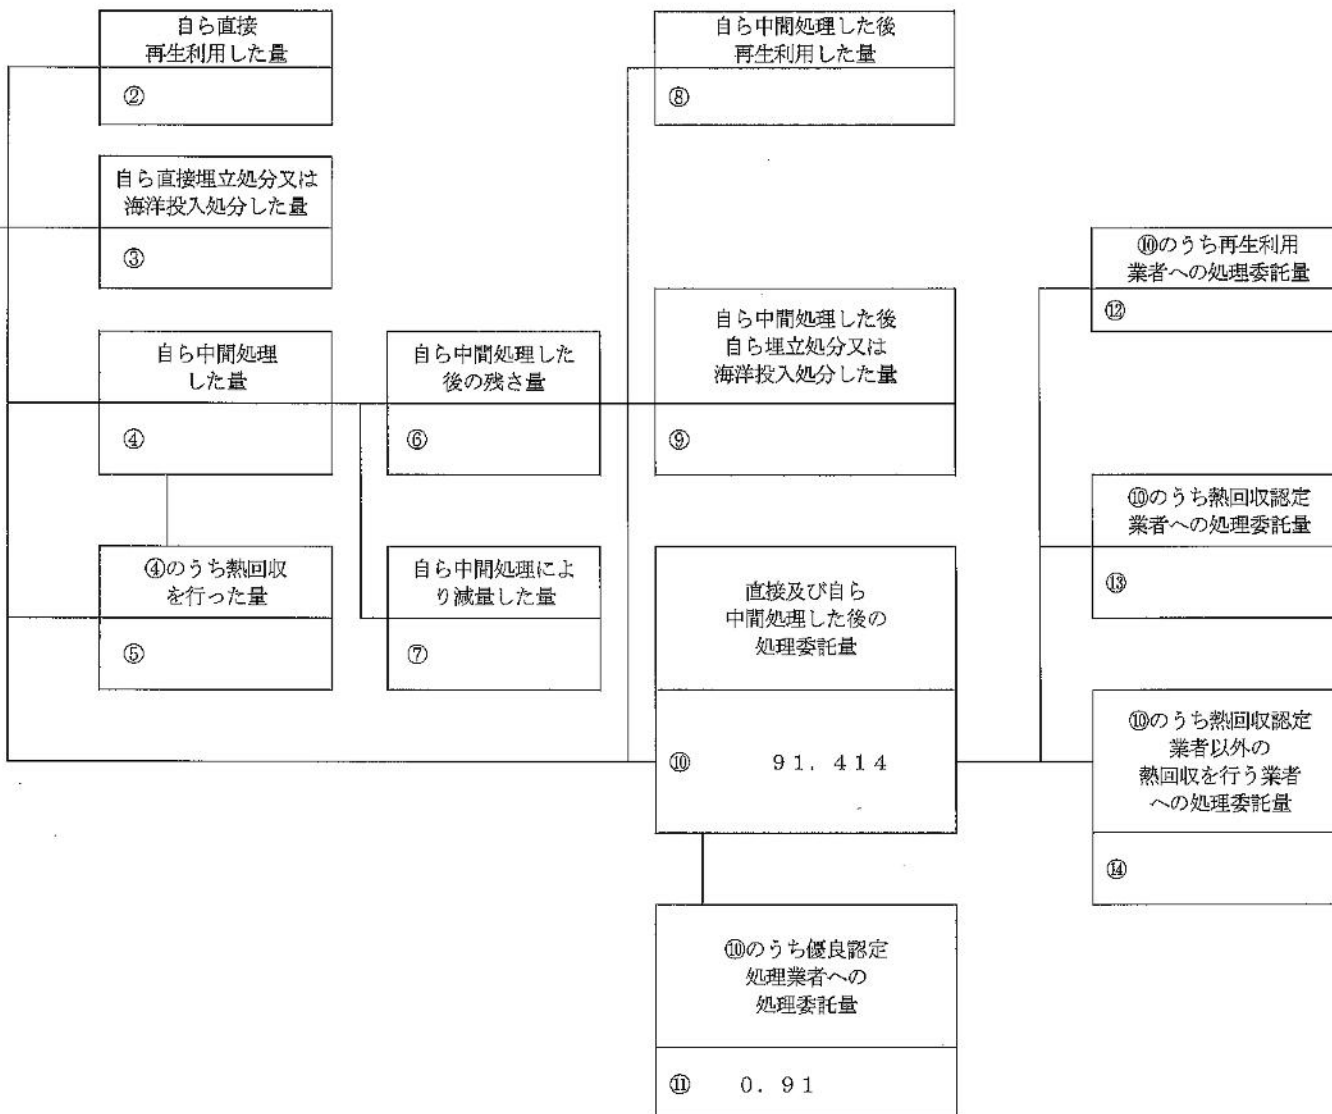 自ら直接
再生利用した量
②
自ら中間処理した後
再生利用した量
⑧
自ら直接埋立処分又は
海洋投入処分した量
③
⑩のうち再生利用
業者への処理委託量
⑫
自ら中間処理
した量
④
自ら中間処理した
後の残さ量
⑥
自ら中間処理した後
自ら埋立処分又は
海洋投入処分した量
⑨
⑩のうち熱回収認定
業者への処理委託量
⑬
④のうち熱回収
を行った量
⑤
自ら中間処理によ
り減量した量
⑦
直接及び自ら
中間処理した後の
処理委託量
⑩ 91.414
⑩のうち熱回収認定
業者以外の
熱回収を行う業者
への処理委託量
⑭
⑩のうち優良認定
処理業者への
処理委託量
⑪ 0.91